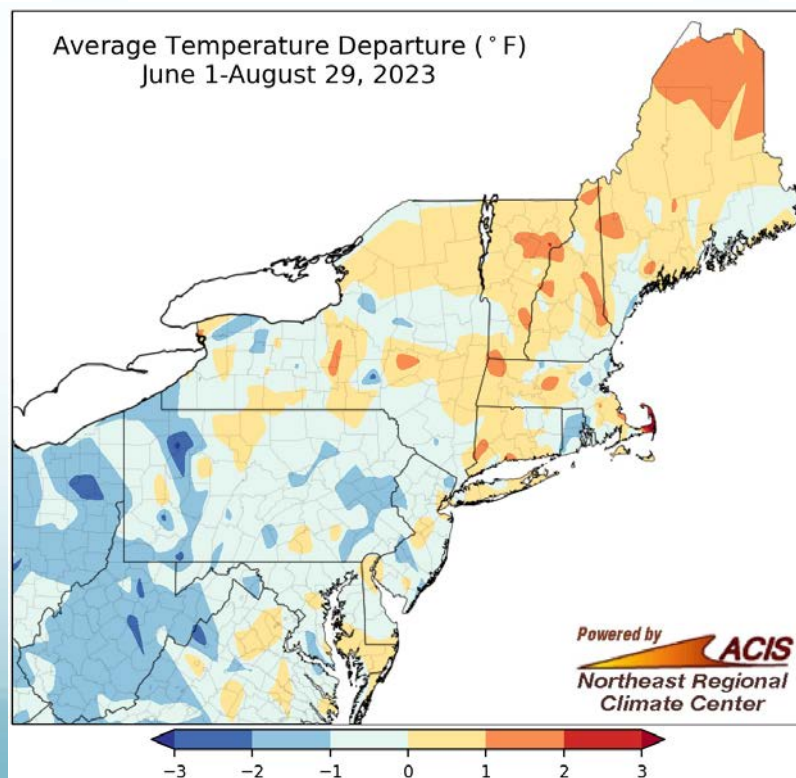 Average Temperature Departure (°F)
June 1-August 29, 2023
Powered by
ACIS
Northeast Regional
Climate Center
−3 −2 −1 0 1 2 3